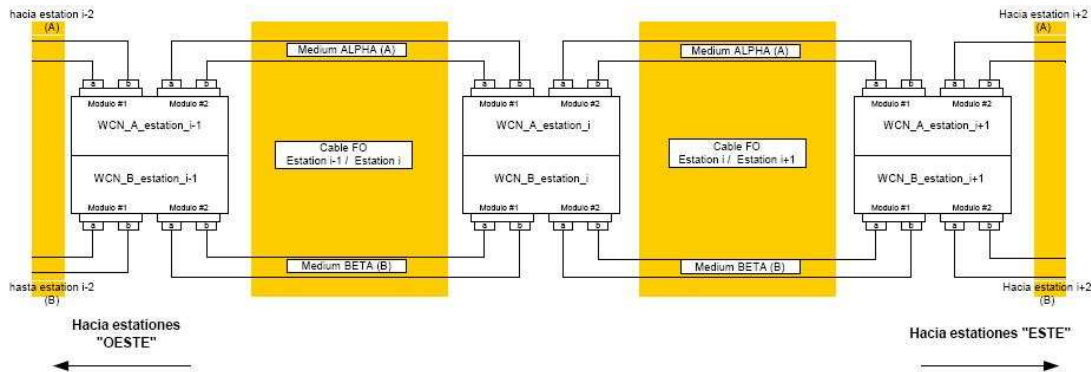 hacia estation i-2
(A)
Hacia estation i+2
(A)
Medium ALPHA (A)
Medium ALPHA (A)
a b a b
a b a b
a b a b
Modulo #1 Modulo #2
Modulo #1 Modulo #2
Modulo #1 Modulo #2
WCN_A_estation_i-1
WCN_A_estation_i
WCN_A_estation_i+1
Cable FO
Estation i-1 / Estation i
Cable FO
Estation i / Estation i+1
WCN_B_estation_i-1
WCN_B_estation_i
WCN_B_estation_i+1
Modulo #1 Modulo #2
Modulo #1 Modulo #2
Modulo #1 Modulo #2
a b a b
a b a b
a b a b
Medium BETA (B)
Medium BETA (B)
hasta estation i-2
(B)
Hacia estation i+2
(B)
Hacia estationes
"OESTE"
Hacia estationes "ESTE"